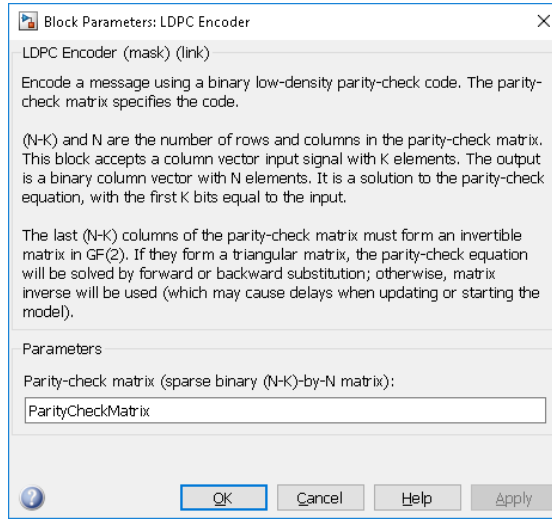 Block Parameters: LDPC Encoder
LDPC Encoder (mask) (link)
Encode a message using a binary low-density parity-check code. The parity-
check matrix specifies the code.
(N-K) and N are the number of rows and columns in the parity-check matrix.
This block accepts a column vector input signal with K elements. The output
is a binary column vector with N elements. It is a solution to the parity-check
equation, with the first K bits equal to the input.
The last (N-K) columns of the parity-check matrix must form an invertible
matrix in GF(2). If they form a triangular matrix, the parity-check equation
will be solved by forward or backward substitution; otherwise, matrix
inverse will be used (which may cause delays when updating or starting the
model).
Parameters
Parity-check matrix (sparse binary (N-K)-by-N matrix):
ParityCheckMatrix
OK Cancel Help Apply